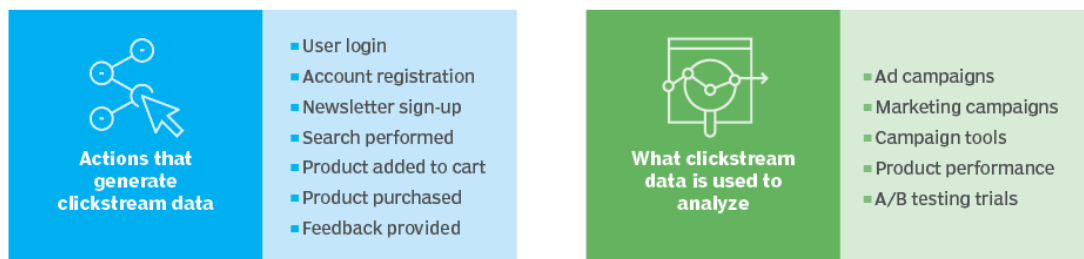 Actions that
generate
clickstream data
User login
Account registration
Newsletter sign-up
Search performed
Product added to cart
Product purchased
Feedback provided
What clickstream
data is used to
analyze
Ad campaigns
Marketing campaigns
Campaign tools
Product performance
A/B testing trials